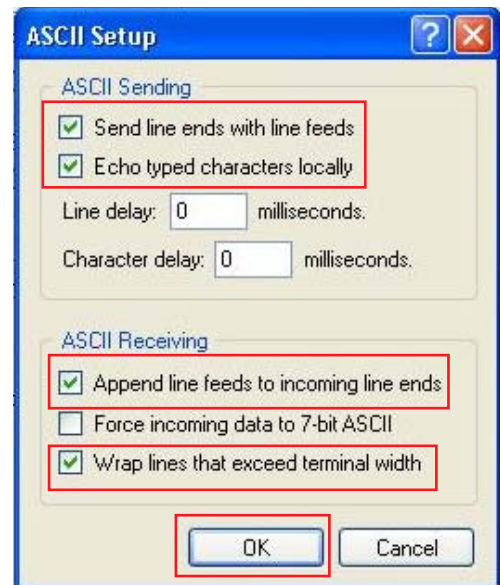 ASCII Setup
ASCII Sending
Send line ends with line feeds
Echo typed characters locally
Line delay: 0 milliseconds.
Character delay: 0 milliseconds.
ASCII Receiving
Append line feeds to incoming line ends
Force incoming data to 7-bit ASCII
Wrap lines that exceed terminal width
OK Cancel